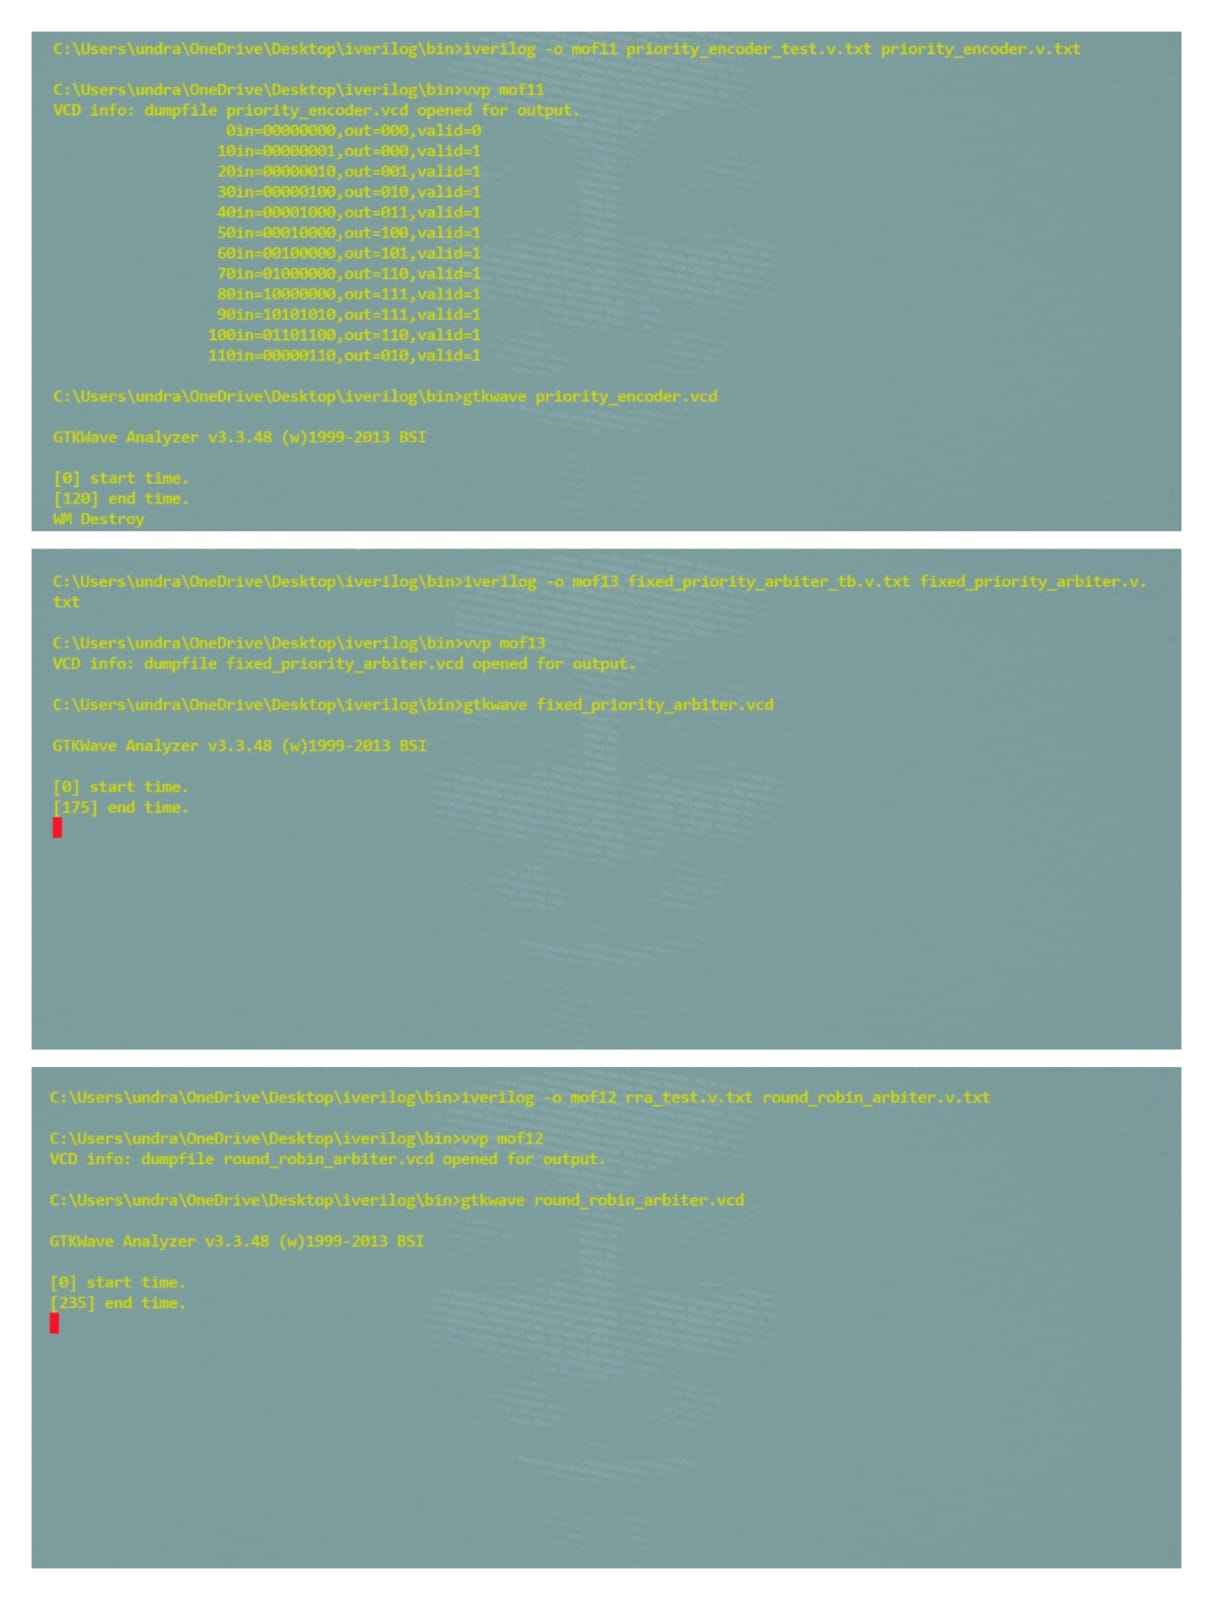 C:\Users\undra\OneDrive\Desktop\iverilog\bin>iverilog -o mof11 priority_encoder_test.v.txt priority_encoder.v.txt
C:\Users\undra\OneDrive\Desktop\iverilog\bin>vvp mof11
VCD info: dumpfile priority_encoder.vcd opened for output.
0in=00000000,out=000,valid=0
10in=00000001,out=000,valid=1
20in=00000010,out=001,valid=1
30in=00000100,out=010,valid=1
40in=00001000,out=011,valid=1
50in=00010000,out=100,valid=1
60in=00100000,out=101,valid=1
70in=01000000,out=110,valid=1
80in=10000000,out=111,valid=1
90in=10101010,out=111,valid=1
100in=01101100,out=110,valid=1
110in=00000110,out=010,valid=1
C:\Users\undra\OneDrive\Desktop\iverilog\bin>gtkwave priority_encoder.vcd
GTKWave Analyzer v3.3.48 (w)1999-2013 BSI
[0] start time.
[120] end time.
WM Destroy
C:\Users\undra\OneDrive\Desktop\iverilog\bin>iverilog -o mof13 fixed_priority_arbiter_tb.v.txt fixed_priority_arbiter.v.
txt
C:\Users\undra\OneDrive\Desktop\iverilog\bin>vvp mof13
VCD info: dumpfile fixed_priority_arbiter.vcd opened for output.
C:\Users\undra\OneDrive\Desktop\iverilog\bin>gtkwave fixed_priority_arbiter.vcd
GTKWave Analyzer v3.3.48 (w)1999-2013 BSI
[0] start time.
[175] end time.
C:\Users\undra\OneDrive\Desktop\iverilog\bin>iverilog -o mof12 rra_test.v.txt round_robin_arbiter.v.txt
C:\Users\undra\OneDrive\Desktop\iverilog\bin>vvp mof12
VCD info: dumpfile round_robin_arbiter.vcd opened for output.
C:\Users\undra\OneDrive\Desktop\iverilog\bin>gtkwave round_robin_arbiter.vcd
GTKWave Analyzer v3.3.48 (w)1999-2013 BSI
[0] start time.
[235] end time.